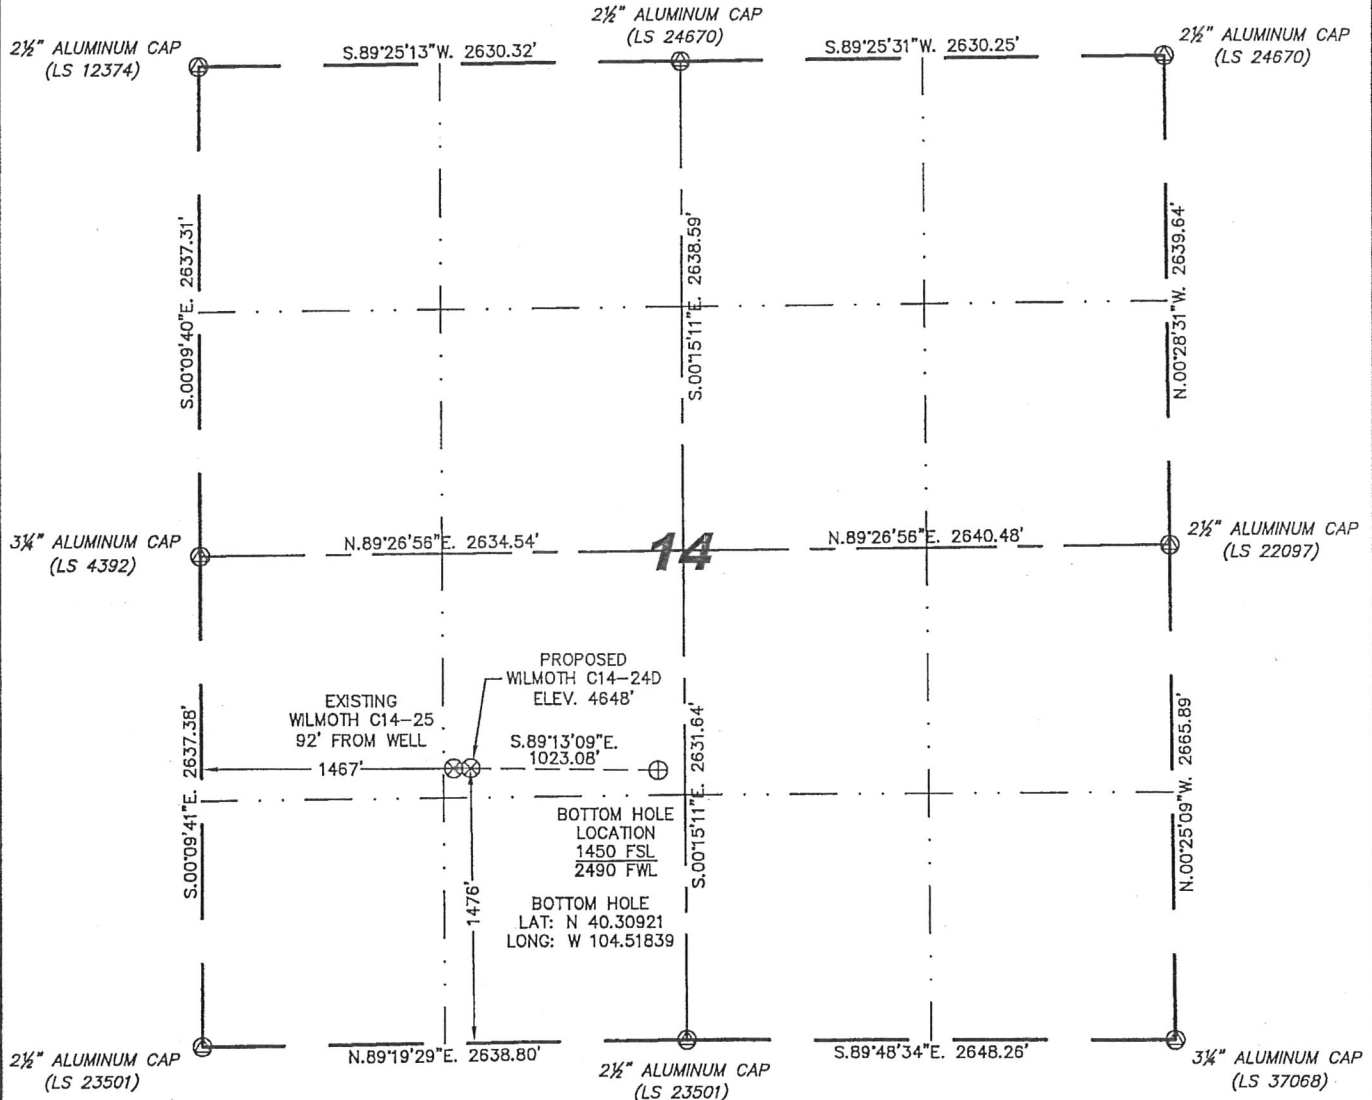 2½" ALUMINUM CAP
(LS 24670)
2½" ALUMINUM CAP
(LS 12374)
S.89°25'13"W. 2630.32'
S.89°25'31"W. 2630.25'
2½" ALUMINUM CAP
(LS 24670)
S.00°09'40"E. 2637.31'
S.00°15'11"E. 2638.59'
N.00°28'31"W. 2639.64'
3¼" ALUMINUM CAP
(LS 4392)
N.89°26'56"E. 2634.54'
14
N.89°26'56"E. 2640.48'
2½" ALUMINUM CAP
(LS 22097)
PROPOSED
WILMOTH C14-24D
ELEV. 4648'
EXISTING
WILMOTH C14-25
92' FROM WELL
S.89°13'09"E.
1023.08'
1467'
S.00°09'41"E. 2637.38'
S.00°15'11"E. 2631.64'
N.00°25'09"W. 2665.89'
BOTTOM HOLE
LOCATION
1450 FSL
2490 FWL
1476'
BOTTOM HOLE
LAT: N 40.30921
LONG: W 104.51839
2½" ALUMINUM CAP
(LS 23501)
N.89°19'29"E. 2638.80'
2½" ALUMINUM CAP
(LS 23501)
S.89°48'34"E. 2648.26'
3¼" ALUMINUM CAP
(LS 37068)